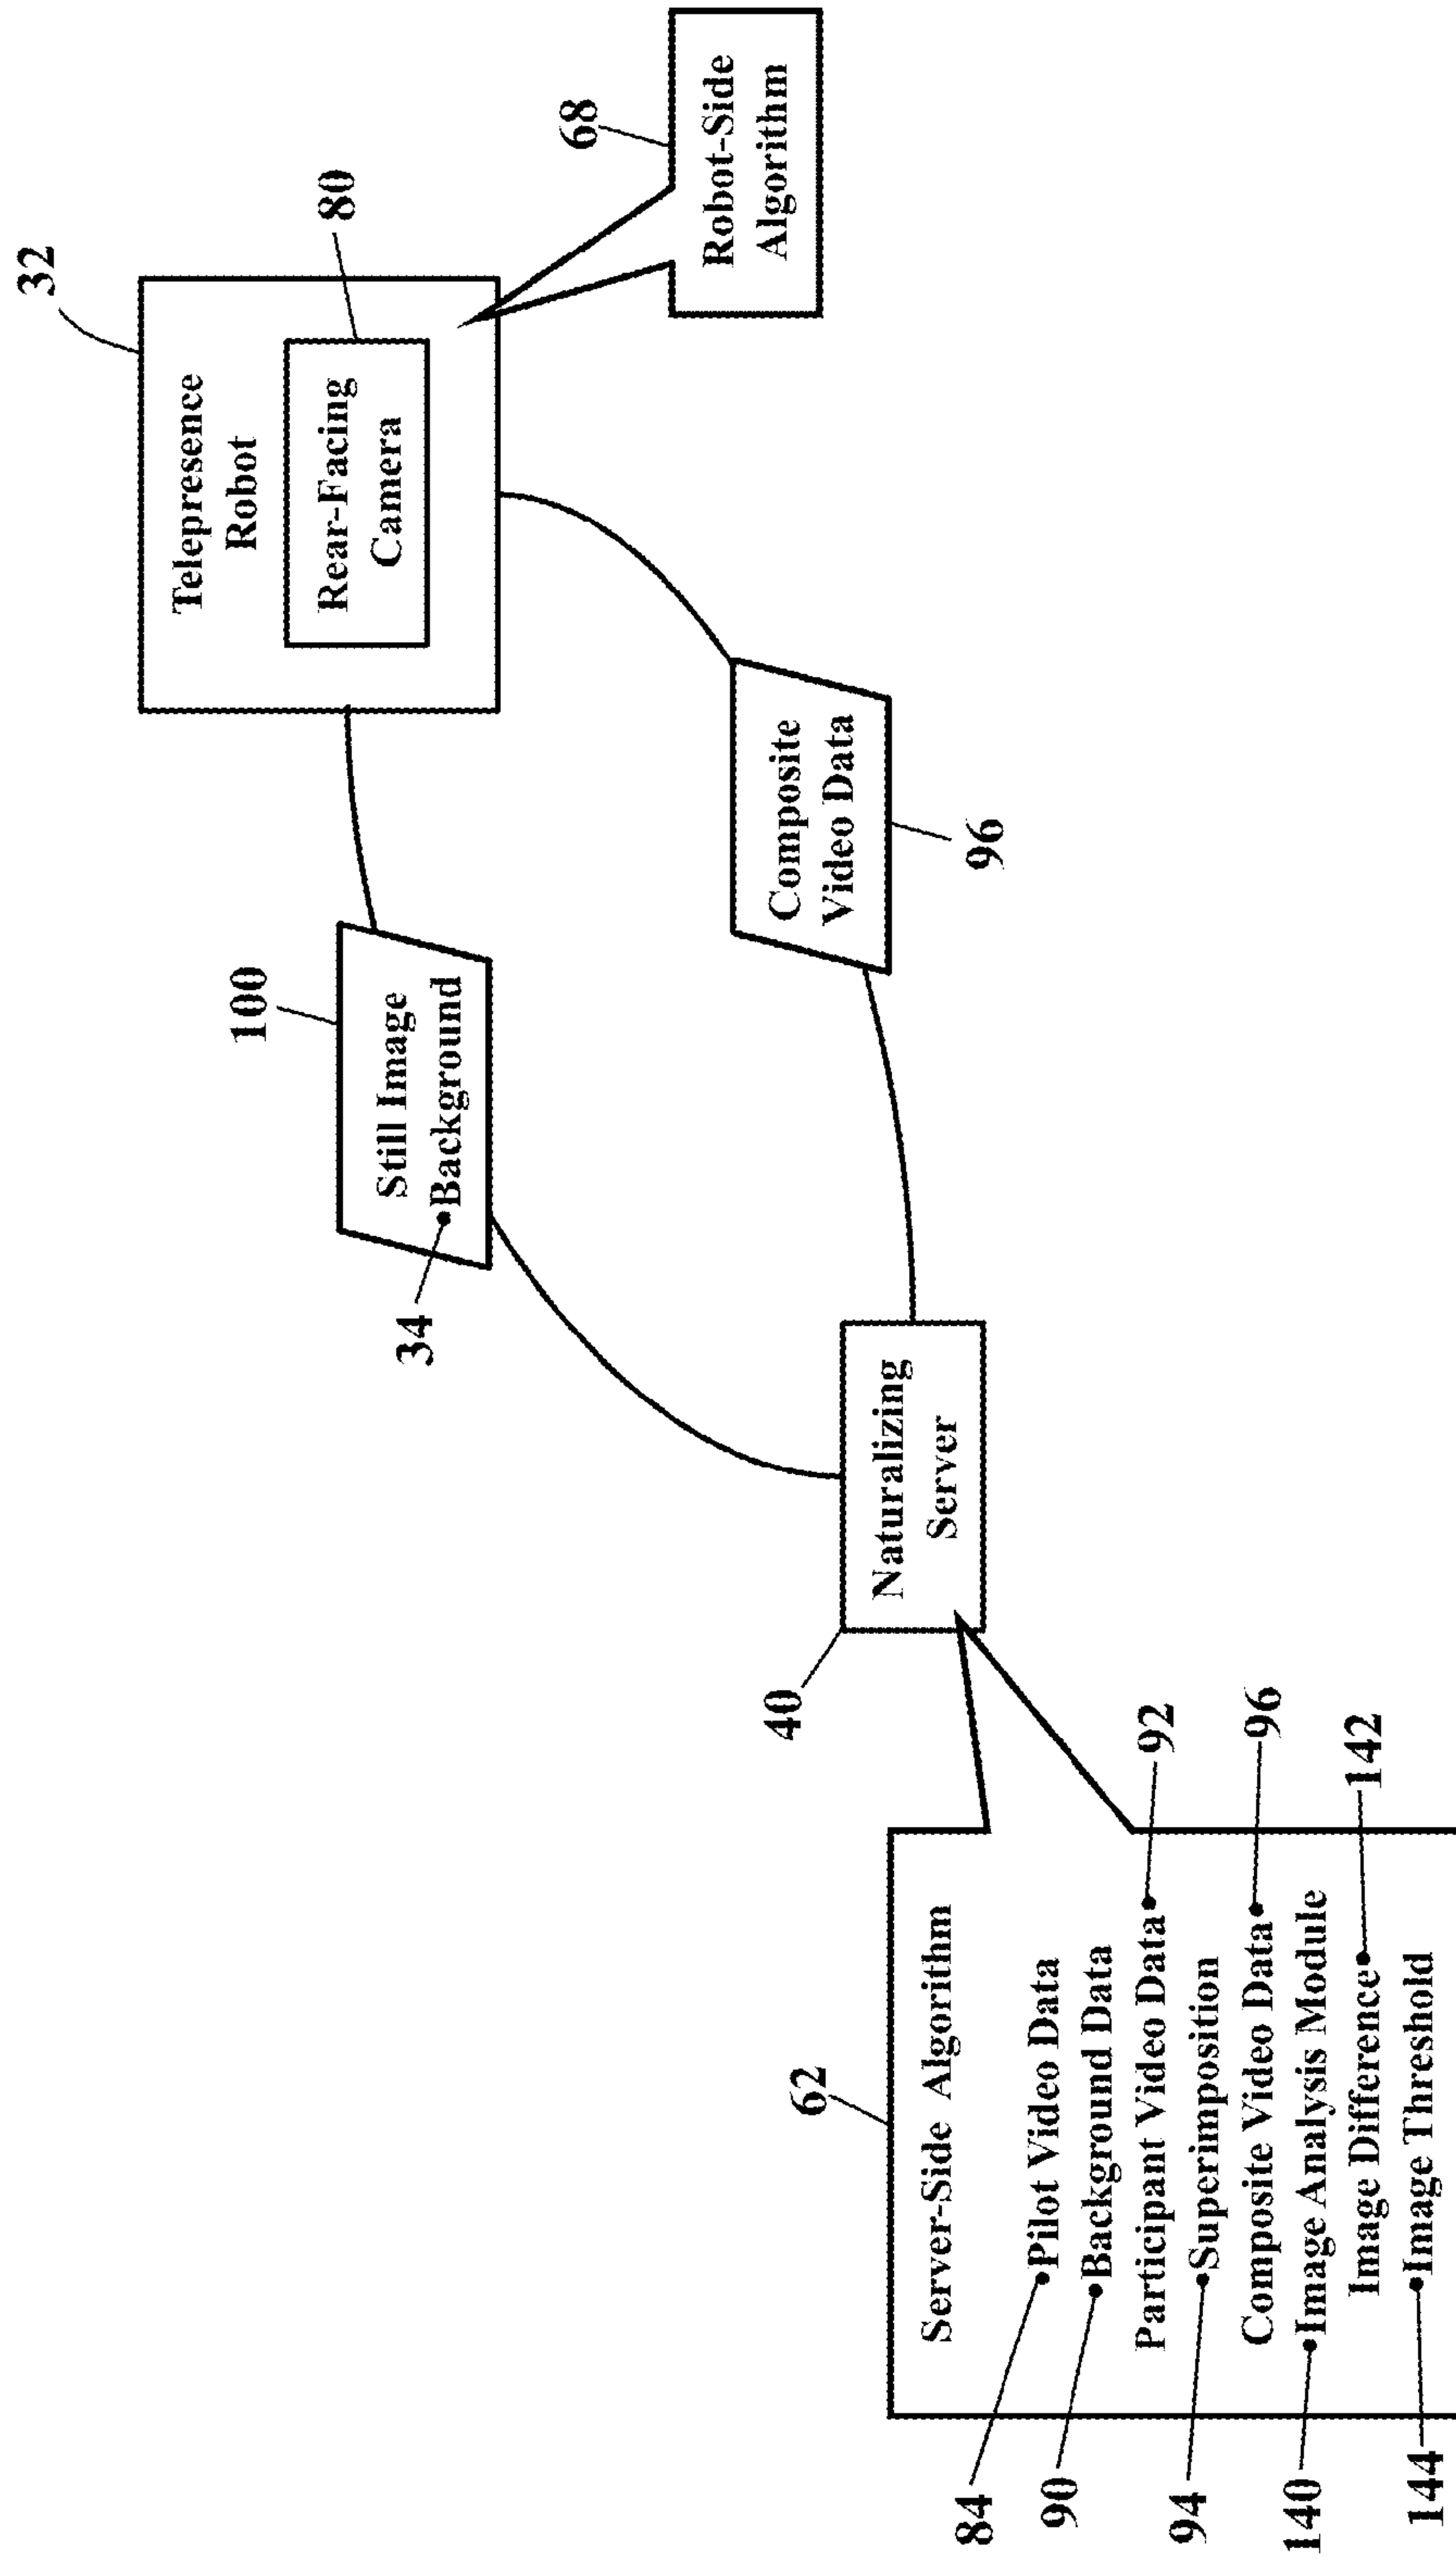 32
Telepresence
Robot
80
Rear-Facing
Camera
68
Robot-Side
Algorithm
100
Still Image
Background
34
Composite
Video Data
96
Naturalizing
Server
40
62
Server-Side Algorithm
84
Pilot Video Data
90
Background Data
Participant Video Data
92
94
Superimposition
Composite Video Data
96
140
Image Analysis Module
Image Difference
142
144
Image Threshold